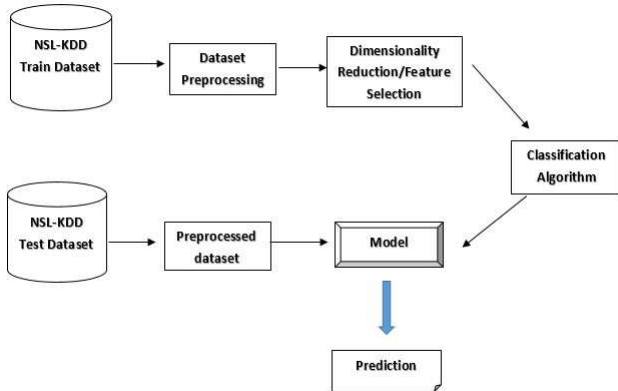 NSL-KDD
Train Dataset
Dataset
Preprocessing
Dimensionality
Reduction/Feature
Selection
Classification
Algorithm
NSL-KDD
Test Dataset
Preprocessed
dataset
Model
Prediction